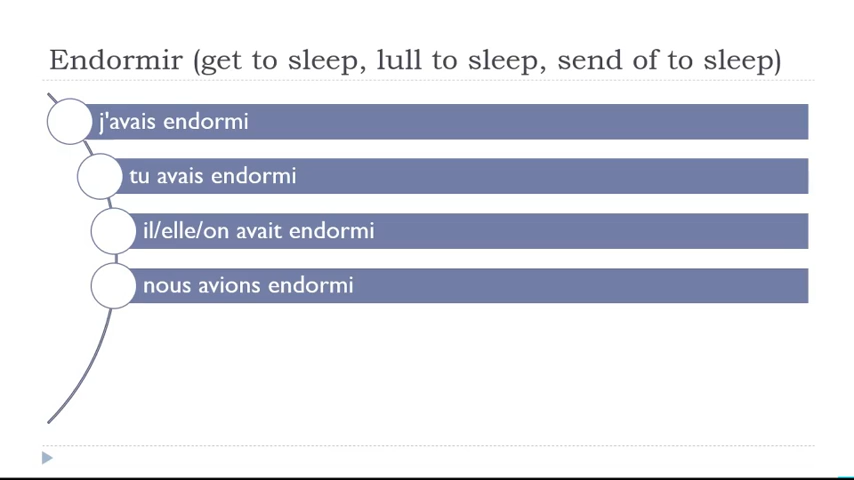 Endormir (get to sleep, lull to sleep, send of to sleep)
j'avais endormi
tu avais endormi
il/elle/on avait endormi
nous avions endormi